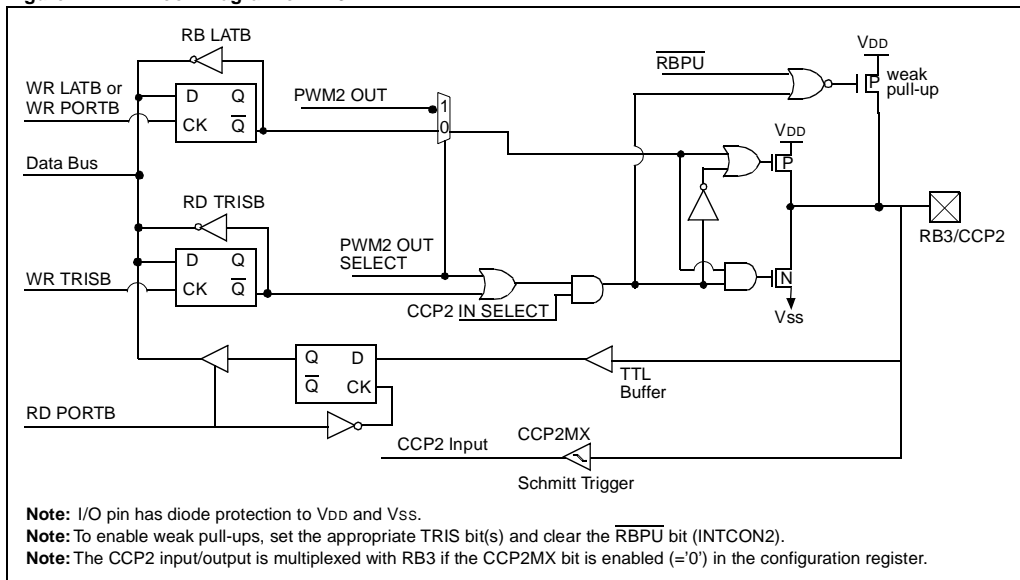 RB LATB
WR LATB or
WR PORTB
D Q
CK Q
PWM2 OUT
1
0
RBPU
VDD
P
weak
pull-up
VDD
P
Data Bus
RD TRISB
D Q
CK Q
WR TRISB
PWM2 OUT
SELECT
CCP2 IN SELECT
N
Vss
RB3/CCP2
Q D
Q
CK
TTL
Buffer
RD PORTB
CCP2 Input
CCP2MX
Schmitt Trigger
Note: I/O pin has diode protection to VDD and VSS.
Note: To enable weak pull-ups, set the appropriate TRIS bit(s) and clear the RBPU bit (INTCON2).
Note: The CCP2 input/output is multiplexed with RB3 if the CCP2MX bit is enabled (='0') in the configuration register.